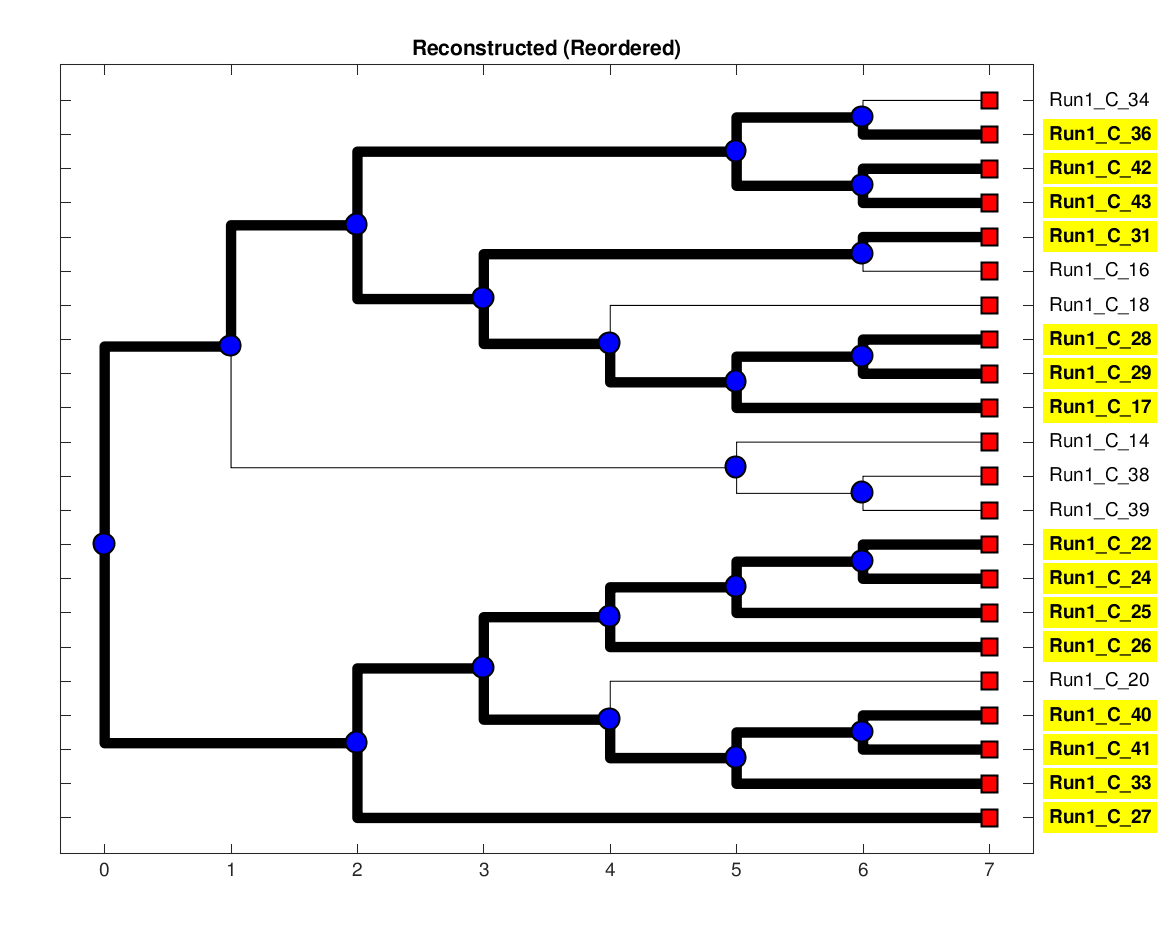 Reconstructed (Reordered)
Run1_C_34
Run1_C_36
Run1_C_42
Run1_C_43
Run1_C_31
Run1_C_16
Run1_C_18
Run1_C_28
Run1_C_29
Run1_C_17
Run1_C_14
Run1_C_38
Run1_C_39
Run1_C_22
Run1_C_24
Run1_C_25
Run1_C_26
Run1_C_20
Run1_C_40
Run1_C_41
Run1_C_33
Run1_C_27
0 1 2 3 4 5 6 7